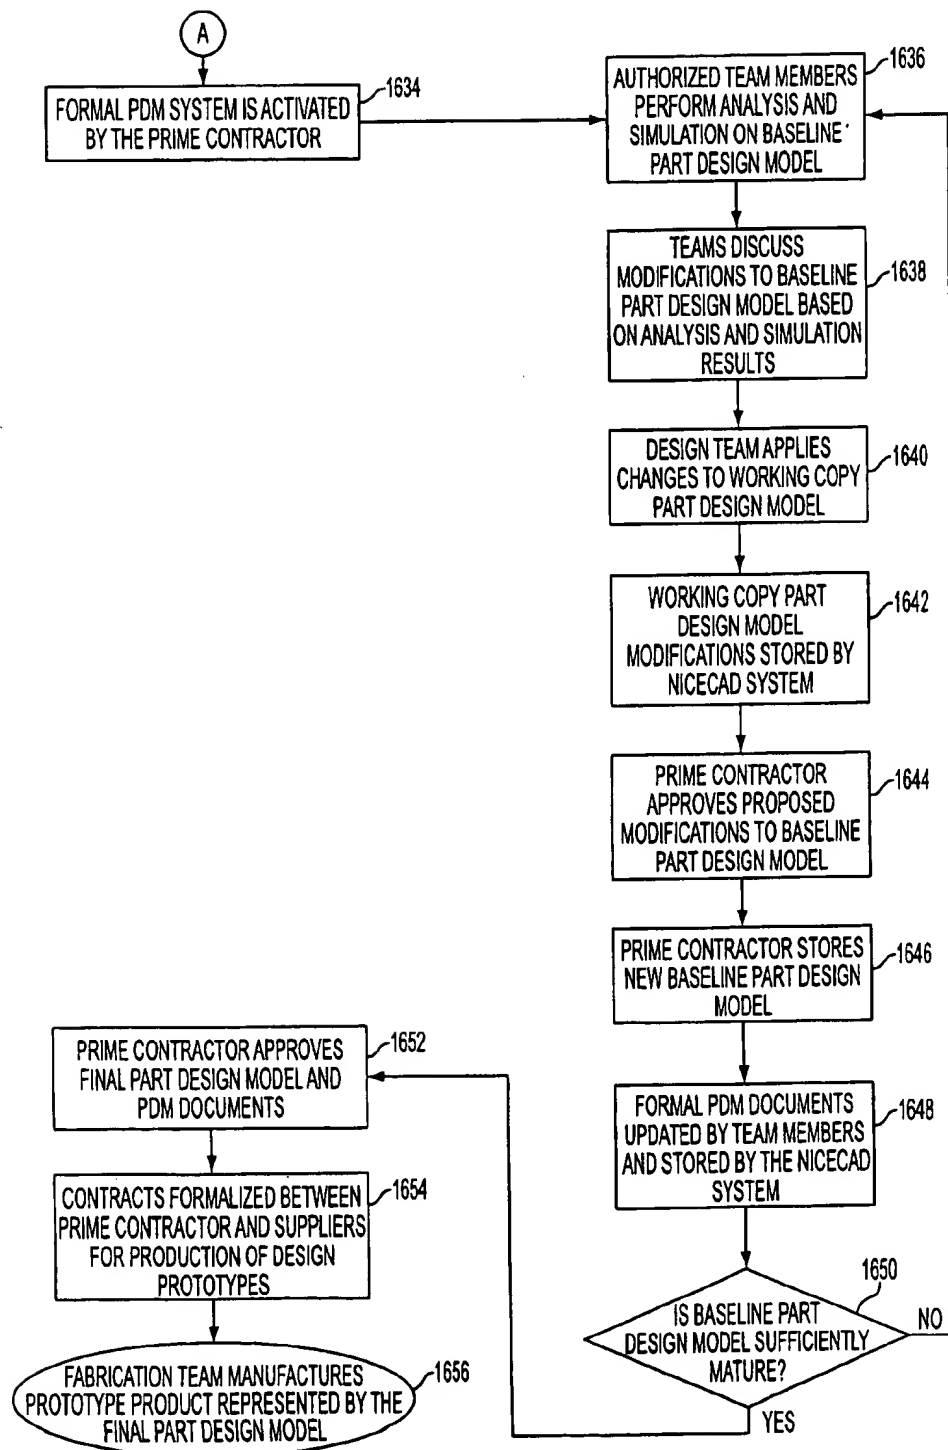 A
FORMAL PDM SYSTEM IS ACTIVATED
BY THE PRIME CONTRACTOR
1634
AUTHORIZED TEAM MEMBERS
PERFORM ANALYSIS AND
SIMULATION ON BASELINE
PART DESIGN MODEL
1636
TEAMS DISCUSS
MODIFICATIONS TO BASELINE
PART DESIGN MODEL BASED
ON ANALYSIS AND SIMULATION
RESULTS
1638
DESIGN TEAM APPLIES
CHANGES TO WORKING COPY
PART DESIGN MODEL
1640
WORKING COPY PART
DESIGN MODEL
MODIFICATIONS STORED BY
NICECAD SYSTEM
1642
PRIME CONTRACTOR
APPROVES PROPOSED
MODIFICATIONS TO BASELINE
PART DESIGN MODEL
1644
PRIME CONTRACTOR STORES
NEW BASELINE PART DESIGN
MODEL
1646
FORMAL PDM DOCUMENTS
UPDATED BY TEAM MEMBERS
AND STORED BY THE NICECAD
SYSTEM
1648
IS BASELINE PART
DESIGN MODEL SUFFICIENTLY
MATURE?
1650
NO
YES
PRIME CONTRACTOR APPROVES
FINAL PART DESIGN MODEL AND
PDM DOCUMENTS
1652
CONTRACTS FORMALIZED BETWEEN
PRIME CONTRACTOR AND SUPPLIERS
FOR PRODUCTION OF DESIGN
PROTOTYPES
1654
FABRICATION TEAM MANUFACTURES
PROTOTYPE PRODUCT REPRESENTED BY THE
FINAL PART DESIGN MODEL
1656